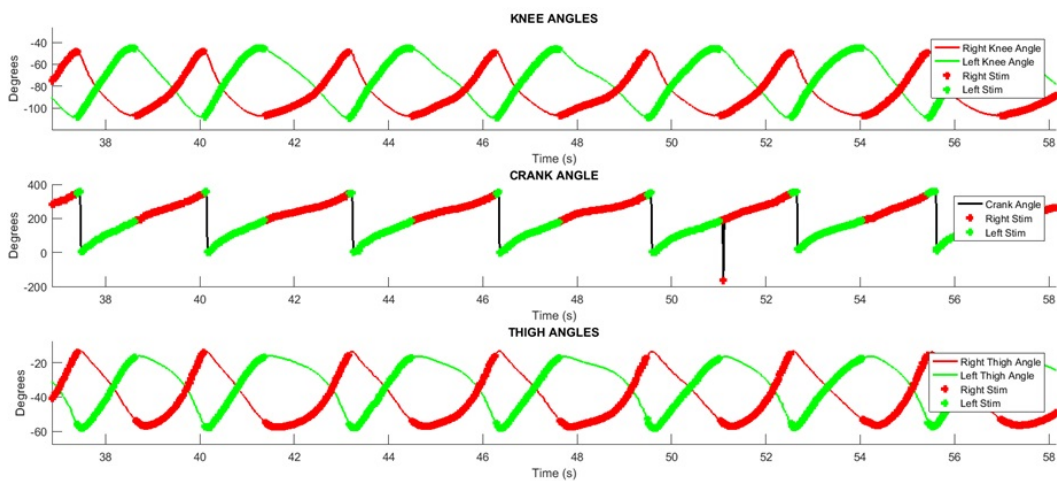 KNEE ANGLES
Degrees
-40
-60
-80
-100
Right Knee Angle
Left Knee Angle
Right Stim
Left Stim
38 40 42 44 46 48 50 52 54 56 58
Time (s)
CRANK ANGLE
Degrees
400
200
0
-200
Crank Angle
Right Stim
Left Stim
38 40 42 44 46 48 50 52 54 56 58
Time (s)
THIGH ANGLES
Degrees
-20
-40
-60
Right Thigh Angle
Left Thigh Angle
Right Stim
Left Stim
38 40 42 44 46 48 50 52 54 56 58
Time (s)